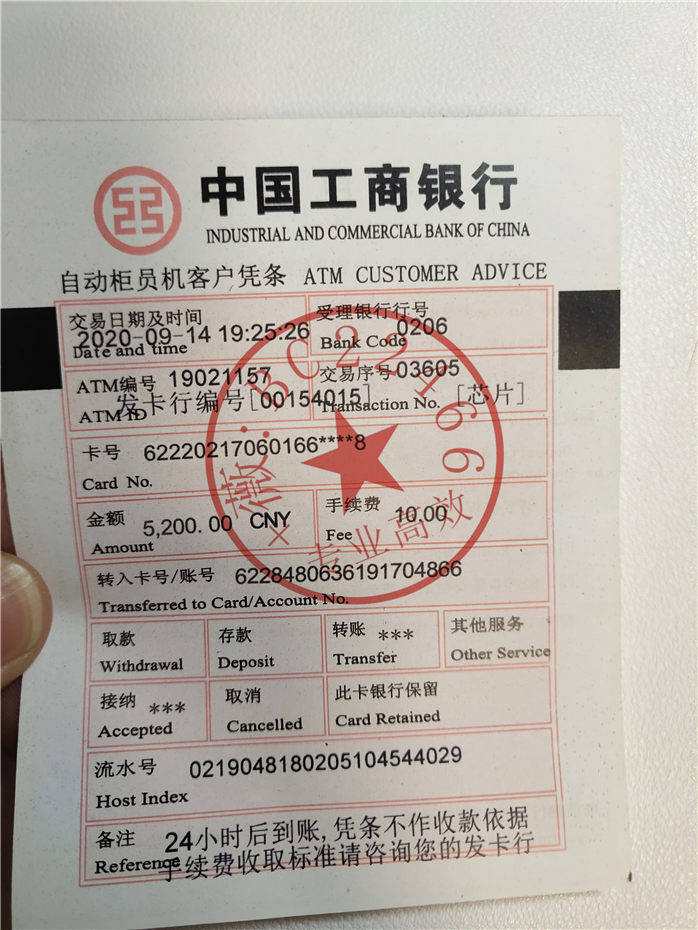 中国工商银行
INDUSTRIAL AND COMMERCIAL BANK OF CHINA
自动柜员机客户凭条 ATM CUSTOMER ADVICE
交易日期及时间
2020-09-14 19:25:26
Date and time
受理银行行号
0206
Bank Code
ATM编号 19021157
ATM ID
交易序号 03605
Transaction No.
发卡行编号[00154015] [芯片]
卡号 62220217060166****8
Card No.
金额 5,200.00 CNY
Amount
手续费 10.00
Fee
转入卡号/账号 6228480636191704866
Transferred to Card/Account No.
取款
Withdrawal
存款
Deposit
转账 ***
Transfer
其他服务
Other Service
接纳 ***
Accepted
取消
Cancelled
此卡银行保留
Card Retained
流水号 0219048180205104544029
Host Index
备注 24小时后到账,凭条不作收款依据
Reference 手续费收取标准请咨询您的发卡行
+薇:BC22466
专业高效